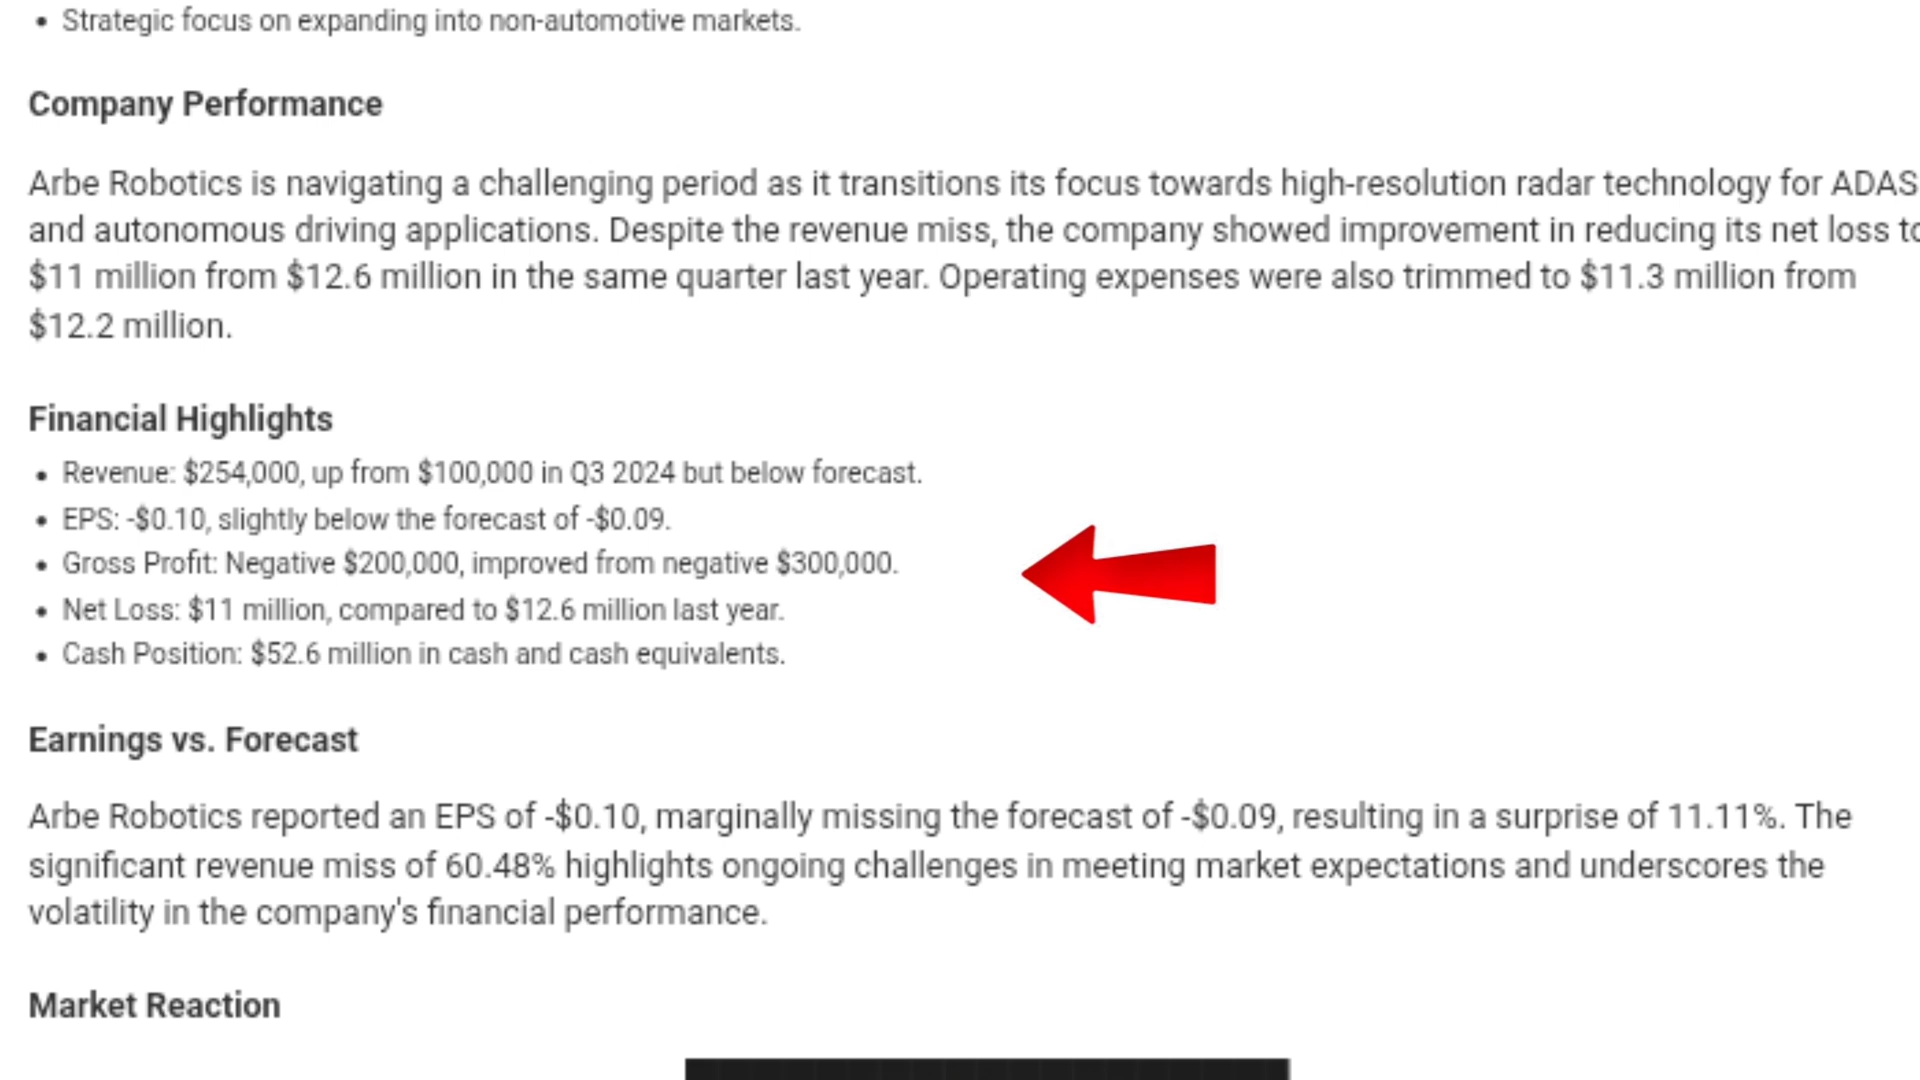 • Strategic focus on expanding into non-automotive markets.
Company Performance
Arbe Robotics is navigating a challenging period as it transitions its focus towards high-resolution radar technology for ADAS
and autonomous driving applications. Despite the revenue miss, the company showed improvement in reducing its net loss to
$11 million from $12.6 million in the same quarter last year. Operating expenses were also trimmed to $11.3 million from
$12.2 million.
Financial Highlights
• Revenue: $254,000, up from $100,000 in Q3 2024 but below forecast.
• EPS: -$0.10, slightly below the forecast of -$0.09.
• Gross Profit: Negative $200,000, improved from negative $300,000.
• Net Loss: $11 million, compared to $12.6 million last year.
• Cash Position: $52.6 million in cash and cash equivalents.
Earnings vs. Forecast
Arbe Robotics reported an EPS of -$0.10, marginally missing the forecast of -$0.09, resulting in a surprise of 11.11%. The
significant revenue miss of 60.48% highlights ongoing challenges in meeting market expectations and underscores the
volatility in the company's financial performance.
Market Reaction